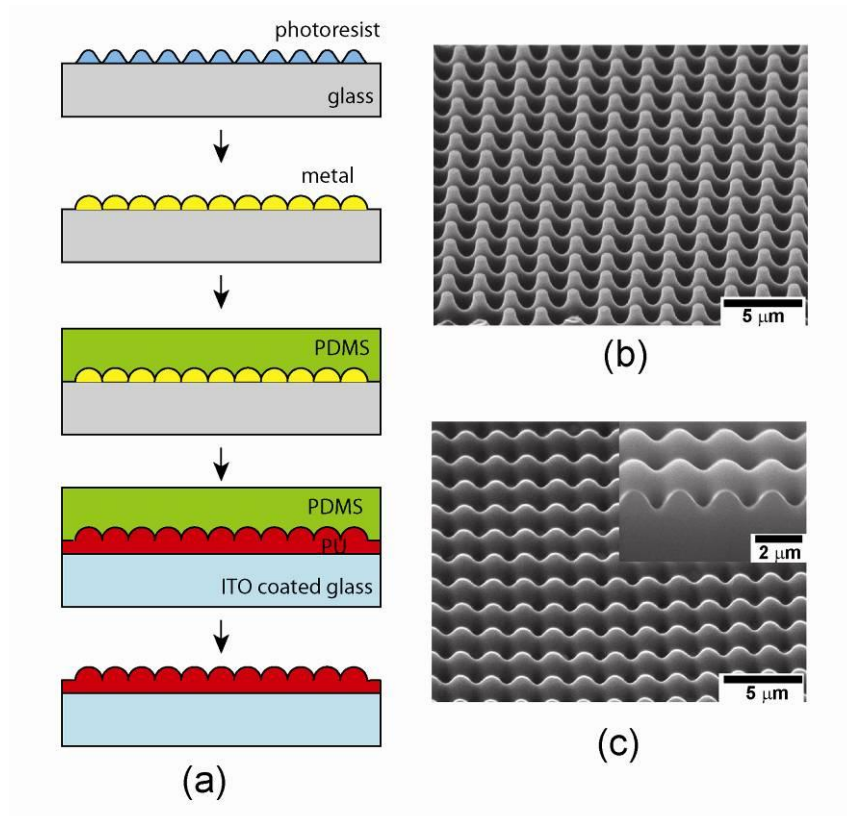 photoresist
glass
metal
PDMS
PDMS
PU
ITO coated glass
(a)
5 μm
(b)
2 μm
5 μm
(c)